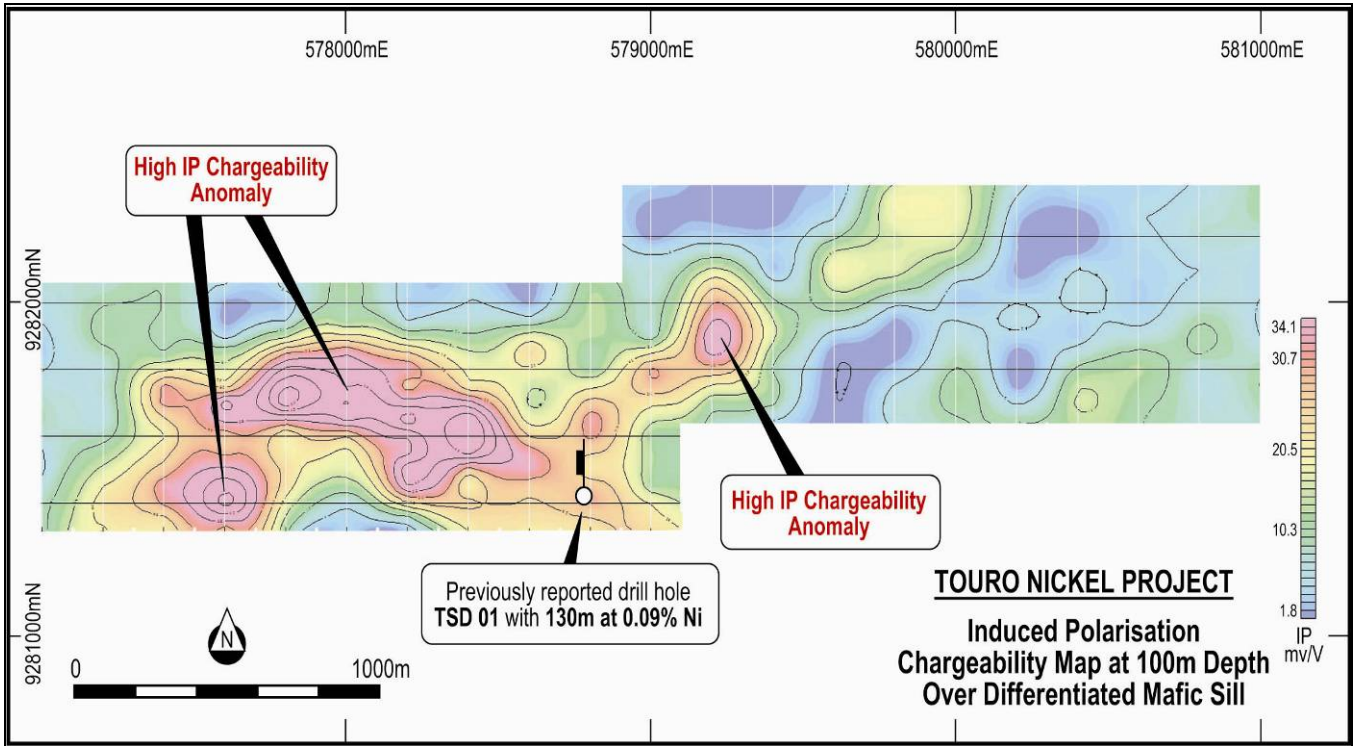 578000mE
579000mE
580000mE
581000mE
High IP Chargeability
Anomaly
9282000mN
34.1
30.7
20.5
10.3
1.8
IP
mv/V
High IP Chargeability
Anomaly
Previously reported drill hole
TSD 01 with 130m at 0.09% Ni
TOURO NICKEL PROJECT
Induced Polarisation
Chargeability Map at 100m Depth
Over Differentiated Mafic Sill
9281000mN
N
0
1000m